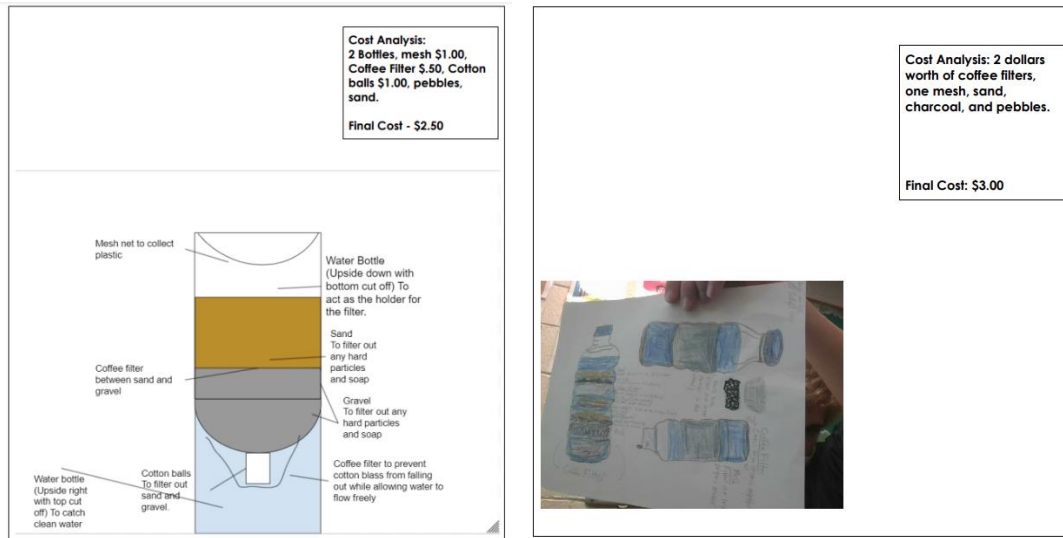 Cost Analysis:
2 Bottles, mesh $1.00,
Coffee Filter $.50, Cotton
balls $1.00, pebbles,
sand.
Final Cost - $2.50
Mesh net to collect
plastic
Water Bottle
(Upside down with
bottom cut off) To
act as the holder for
the filter.
Sand
To filter out
any hard
particles
and soap
Coffee filter
between sand and
gravel
Gravel
To filter out any
hard particles
and soap
Water bottle
(Upside right
with top cut
off) To catch
clean water
Cotton balls
To filter out
sand and
gravel.
Coffee filter to prevent
cotton blass from falling
out while allowing water to
flow freely
Cost Analysis: 2 dollars
worth of coffee filters,
one mesh, sand,
charcoal, and pebbles.
Final Cost: $3.00